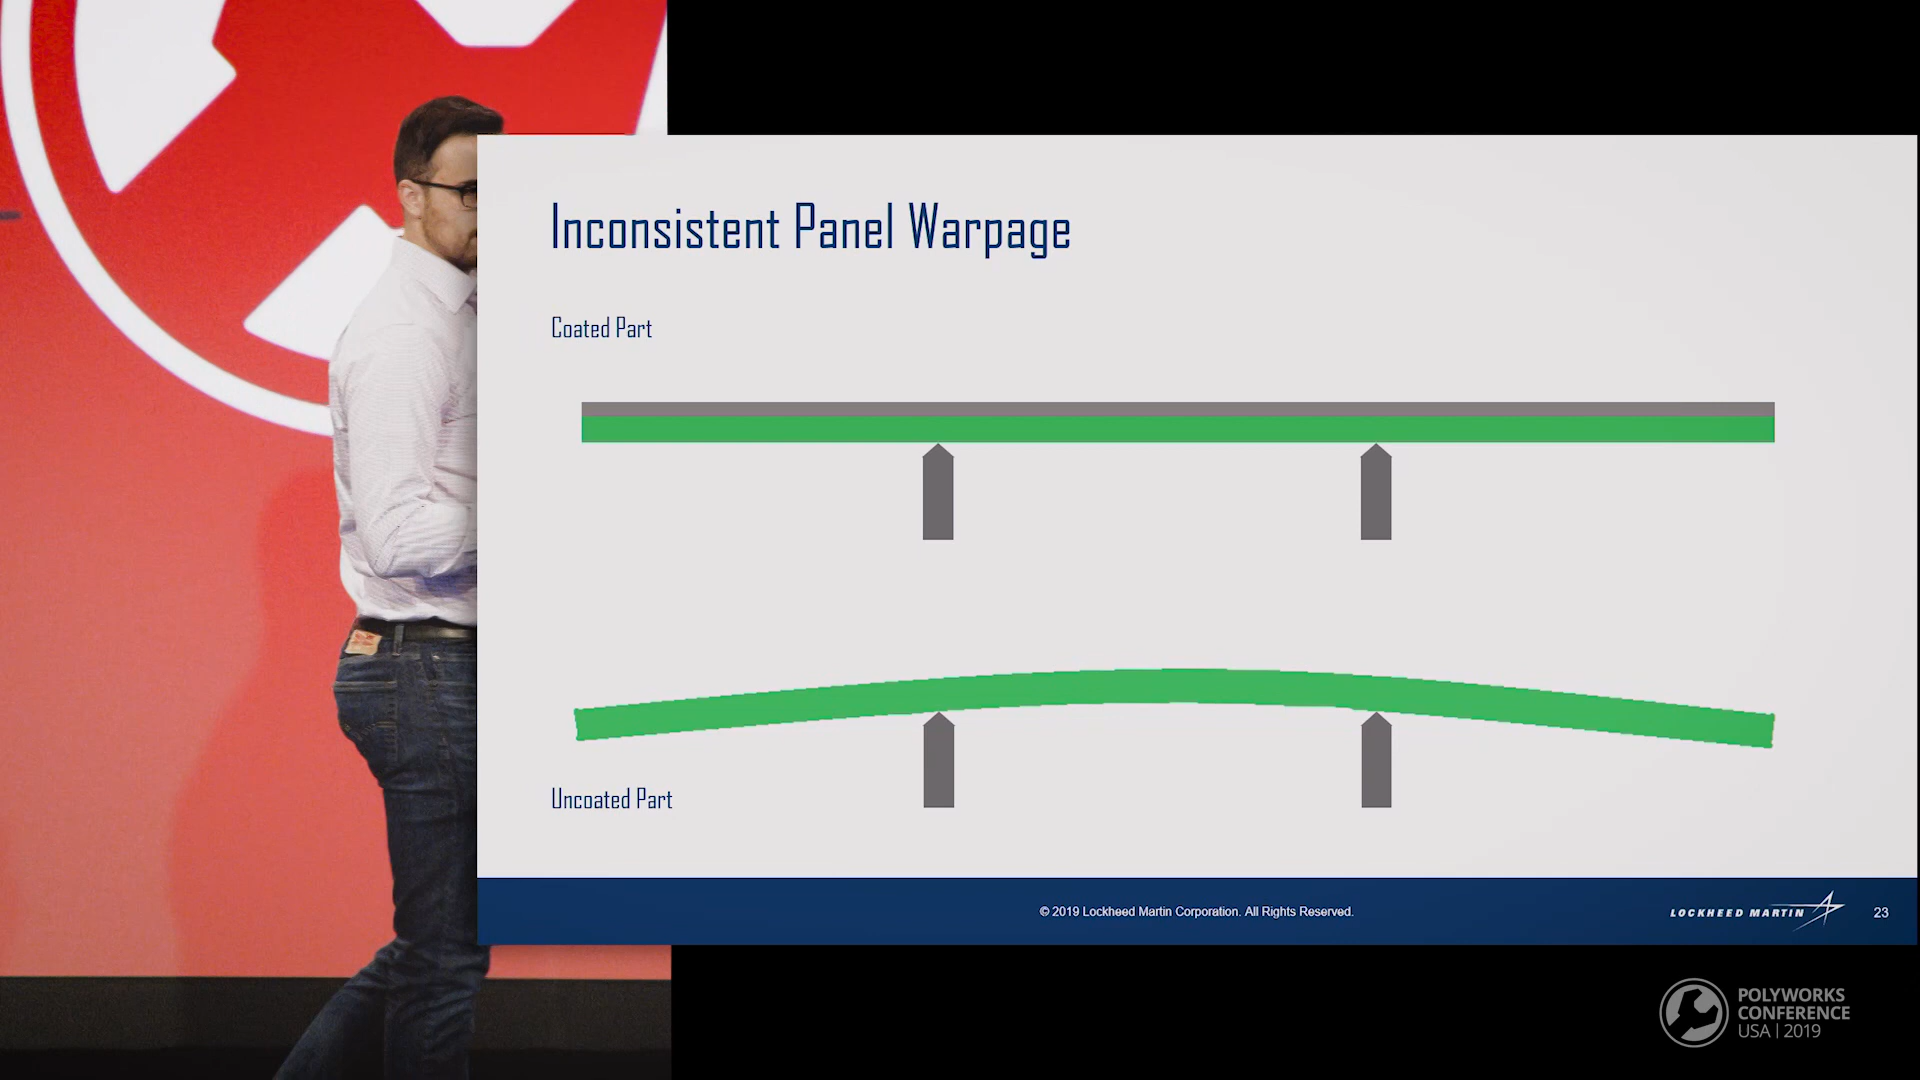 Inconsistent Panel Warpage
Coated Part
Uncoated Part
© 2019 Lockheed Martin Corporation. All Rights Reserved.
LOCKHEED MARTIN
23
POLYWORKS
CONFERENCE
USA | 2019